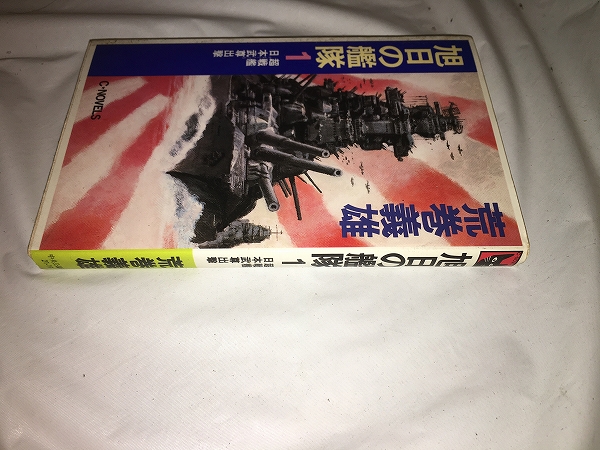 旭日の艦隊 1
超戦艦
日本武尊出撃
C★NOVELS
荒巻義雄
旭日の艦隊 1
超戦艦
日本武尊出撃
荒巻義雄